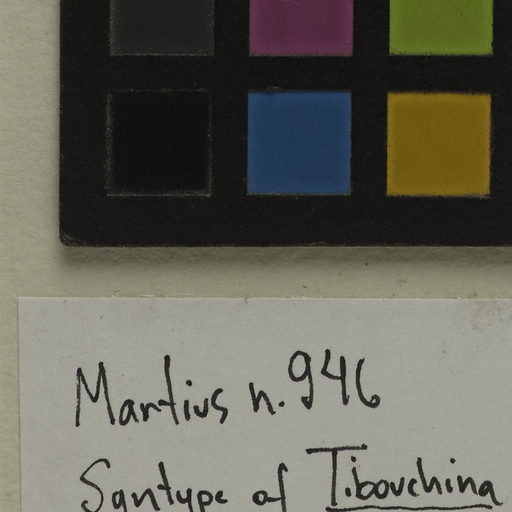 Martius n. 946
Syntype of Tibouchina